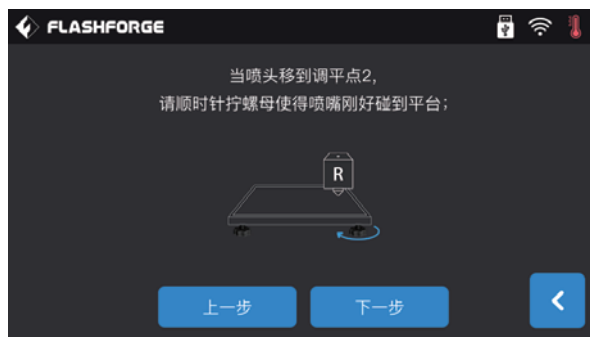 FLASHFORGE
当喷头移到调平点2,
请顺时针拧螺母使得喷嘴刚好碰到平台;
R
上一步
下一步